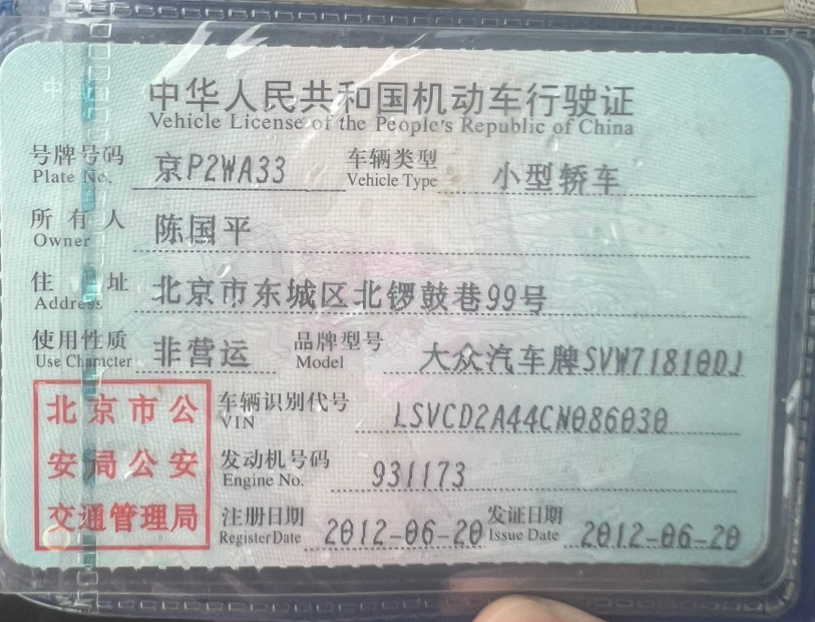 中华人民共和国机动车行驶证
Vehicle License of the People's Republic of China
号牌号码 京P2WA33 车辆类型 小型轿车
Plate No. Vehicle Type
所有人 陈国平
Owner
住址 北京市东城区北锣鼓巷99号
Address
使用性质 非营运 品牌型号 大众汽车牌SVW71810DJ
Use Character Model
北京市公
安局公安
交通管理局
车辆识别代号 LSVCD2A44CN086030
VIN
发动机号码 931173
Engine No.
注册日期 2012-06-20 发证日期 2012-06-20
Register Date Issue Date